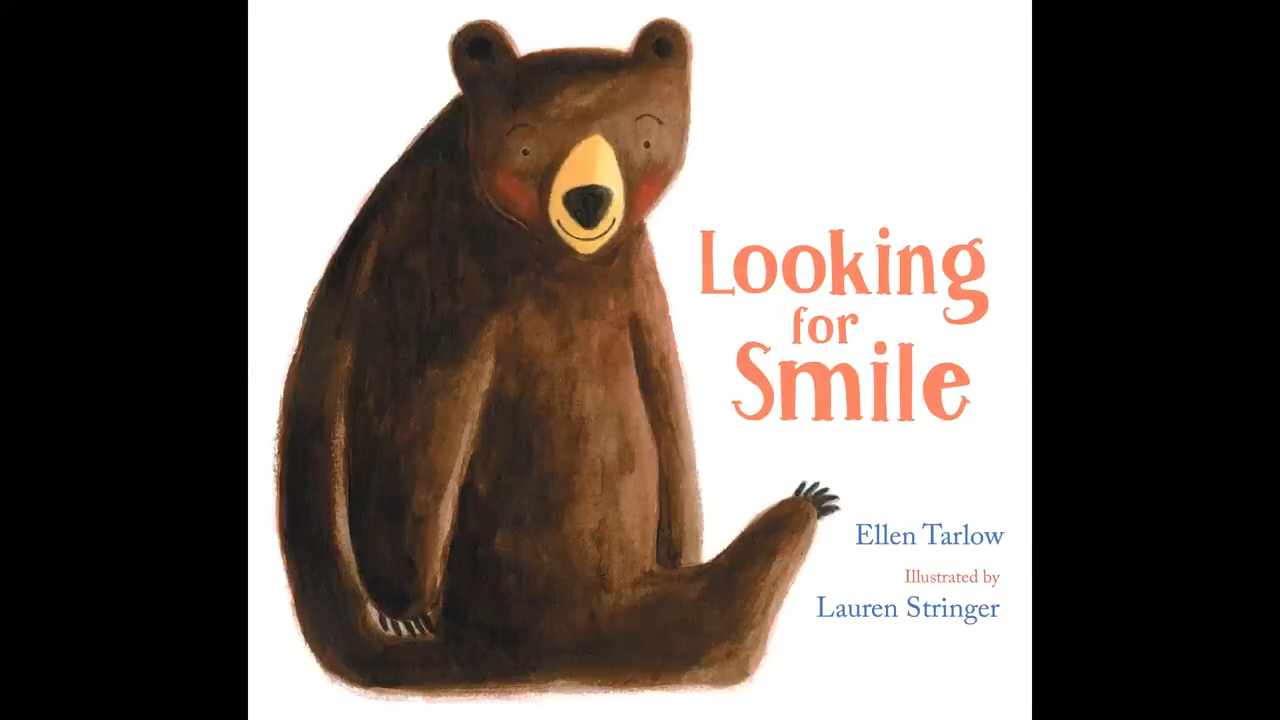 Looking
for
Smile
Ellen Tarlow
Illustrated by
Lauren Stringer